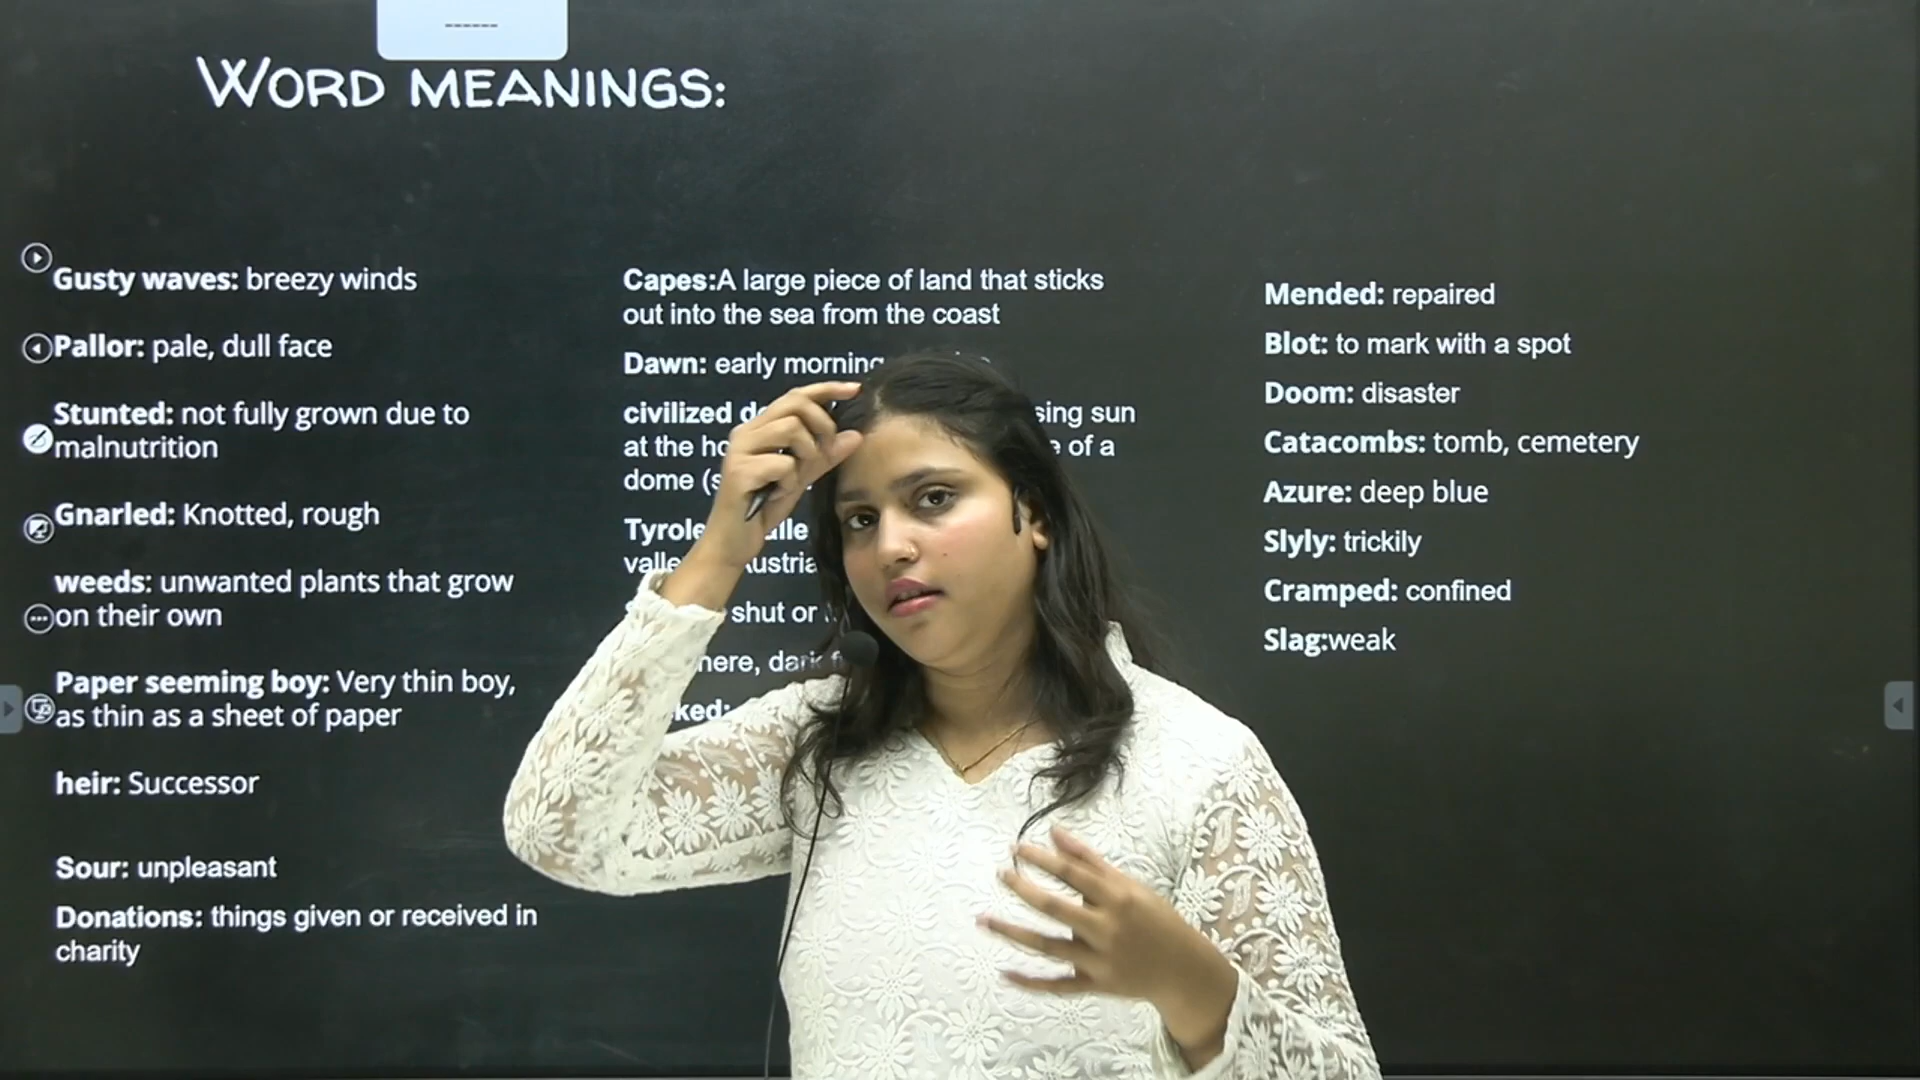 WORD MEANINGS:
Gusty waves: breezy winds
Pallor: pale, dull face
Stunted: not fully grown due to
malnutrition
Gnarled: Knotted, rough
weeds: unwanted plants that grow
on their own
Paper seeming boy: Very thin boy,
as thin as a sheet of paper
heir: Successor
Sour: unpleasant
Donations: things given or received in
charity
Capes:A large piece of land that sticks
out into the sea from the coast
Dawn: early morning
civilized sun
at the of a
dome
shut or
Mended: repaired
Blot: to mark with a spot
Doom: disaster
Catacombs: tomb, cemetery
Azure: deep blue
Slyly: trickily
Cramped: confined
Slag:weak